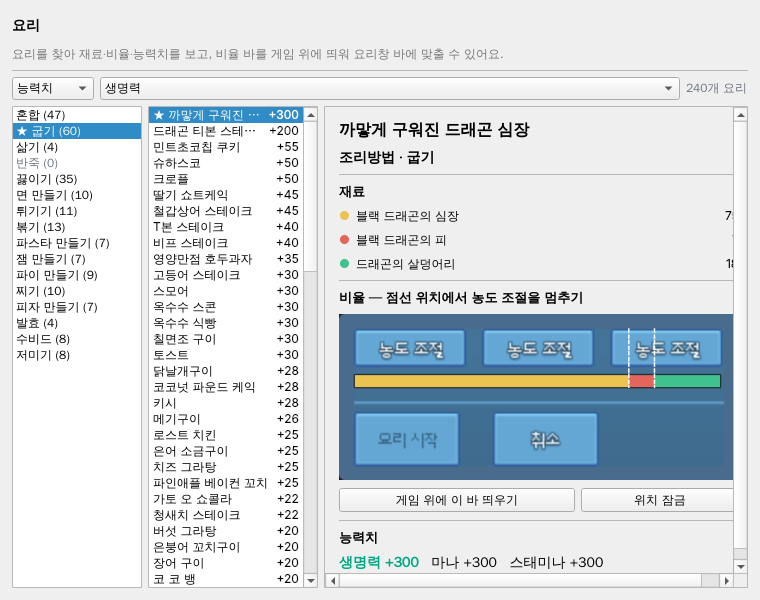 요리
요리를 찾아 재료·비율·능력치를 보고, 비율 바를 게임 위에 띄워 요리창 바에 맞출 수 있어요.
능력치 생명력 240개 요리
혼합 (47)
★ 굽기 (60)
삶기 (4)
반죽 (0)
끓이기 (35)
면 만들기 (10)
튀기기 (11)
볶기 (13)
파스타 만들기 (7)
잼 만들기 (7)
파이 만들기 (9)
찌기 (10)
피자 만들기 (7)
발효 (4)
수비드 (8)
저미기 (8)
★ 까맣게 구워진 … +300
드래곤 티본 스테… +200
민트초코칩 쿠키 +55
슈하스코 +50
크로플 +50
딸기 쇼트케익 +45
철갑상어 스테이크 +45
T본 스테이크 +40
비프 스테이크 +40
영양만점 호두과자 +35
고등어 스테이크 +30
스모어 +30
옥수수 스콘 +30
옥수수 식빵 +30
칠면조 구이 +30
토스트 +30
닭날개구이 +28
코코넛 파운드 케익 +28
키시 +28
메기구이 +26
로스트 치킨 +25
은어 소금구이 +25
치즈 그라탕 +25
파인애플 베이컨 꼬치 +25
가토 오 쇼콜라 +22
청새치 스테이크 +22
버섯 그라탕 +20
은붕어 꼬치구이 +20
장어 구이 +20
코 코 뱅 +20
까맣게 구워진 드래곤 심장
조리방법 · 굽기
재료
블랙 드래곤의 심장
블랙 드래곤의 피
드래곤의 살덩어리
비율 — 점선 위치에서 농도 조절을 멈추기
농도 조절 농도 조절 농도 조절
요리 시작 취소
게임 위에 이 바 띄우기 위치 잠금
능력치
생명력 +300 마나 +300 스태미나 +300